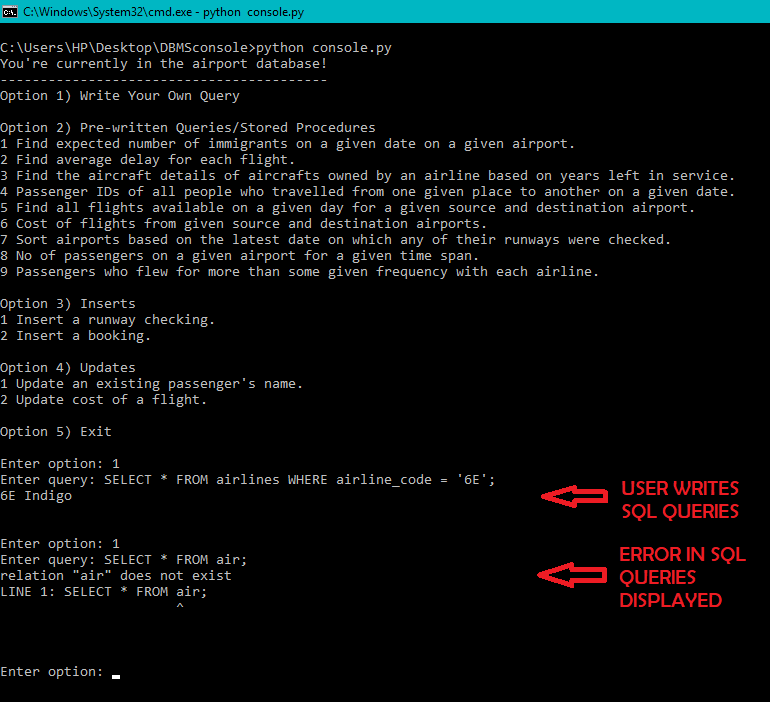 C:\Windows\System32\cmd.exe - python  console.py
C:\Users\HP\Desktop\DBMSconsole>python console.py
You're currently in the airport database!
-----------------------------------------
Option 1) Write Your Own Query
Option 2) Pre-written Queries/Stored Procedures
1 Find expected number of immigrants on a given date on a given airport.
2 Find average delay for each flight.
3 Find the aircraft details of aircrafts owned by an airline based on years left in service.
4 Passenger IDs of all people who travelled from one given place to another on a given date.
5 Find all flights available on a given day for a given source and destination airport.
6 Cost of flights from given source and destination airports.
7 Sort airports based on the latest date on which any of their runways were checked.
8 No of passengers on a given airport for a given time span.
9 Passengers who flew for more than some given frequency with each airline.
Option 3) Inserts
1 Insert a runway checking.
2 Insert a booking.
Option 4) Updates
1 Update an existing passenger's name.
2 Update cost of a flight.
Option 5) Exit
Enter option: 1
Enter query: SELECT * FROM airlines WHERE airline_code = '6E';
6E Indigo
USER WRITES
SQL QUERIES
Enter option: 1
Enter query: SELECT * FROM air;
relation "air" does not exist
LINE 1: SELECT * FROM air;
^
ERROR IN SQL
QUERIES
DISPLAYED
Enter option: